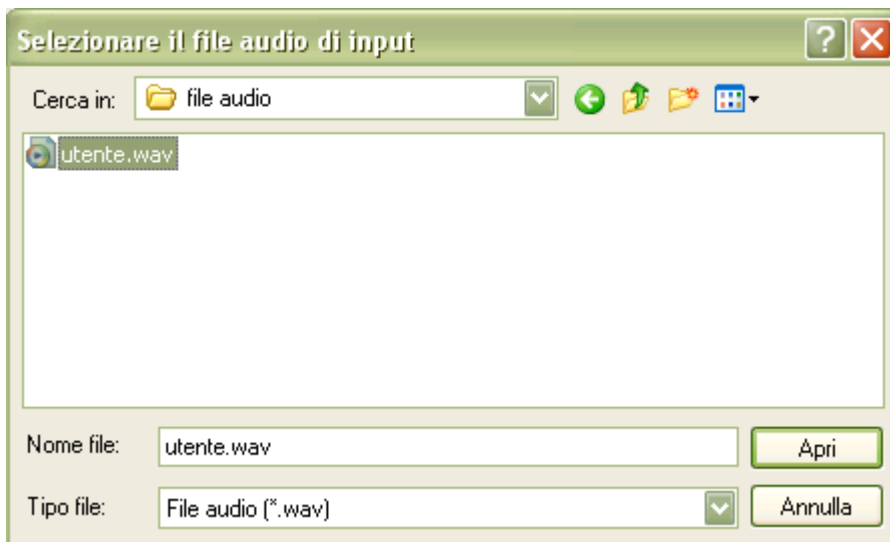 Selezionare il file audio di input
Cerca in: file audio
utente.wav
Nome file: utente.wav Apri
Tipo file: File audio (*.wav) Annulla